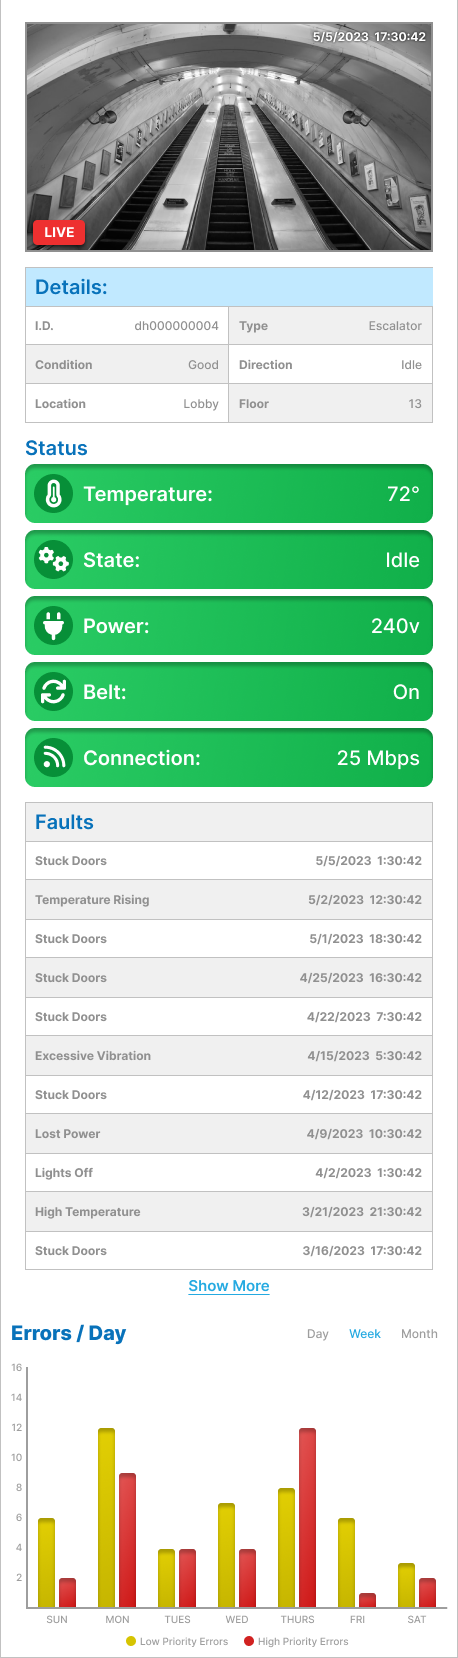 5/5/2023 17:30:42
LIVE
Details:
I.D. dh000000004 Type Escalator
Condition Good Direction Idle
Location Lobby Floor 13
Status
Temperature: 72°
State: Idle
Power: 240v
Belt: On
Connection: 25 Mbps
Faults
Stuck Doors 5/5/2023 1:30:42
Temperature Rising 5/2/2023 12:30:42
Stuck Doors 5/1/2023 18:30:42
Stuck Doors 4/25/2023 16:30:42
Stuck Doors 4/22/2023 7:30:42
Excessive Vibration 4/15/2023 5:30:42
Stuck Doors 4/12/2023 17:30:42
Lost Power 4/9/2023 10:30:42
Lights Off 4/2/2023 1:30:42
High Temperature 3/21/2023 21:30:42
Stuck Doors 3/16/2023 17:30:42
Show More
Errors / Day Day Week Month
16
14
12
10
8
6
4
2
SUN MON TUES WED THURS FRI SAT
Low Priority Errors High Priority Errors